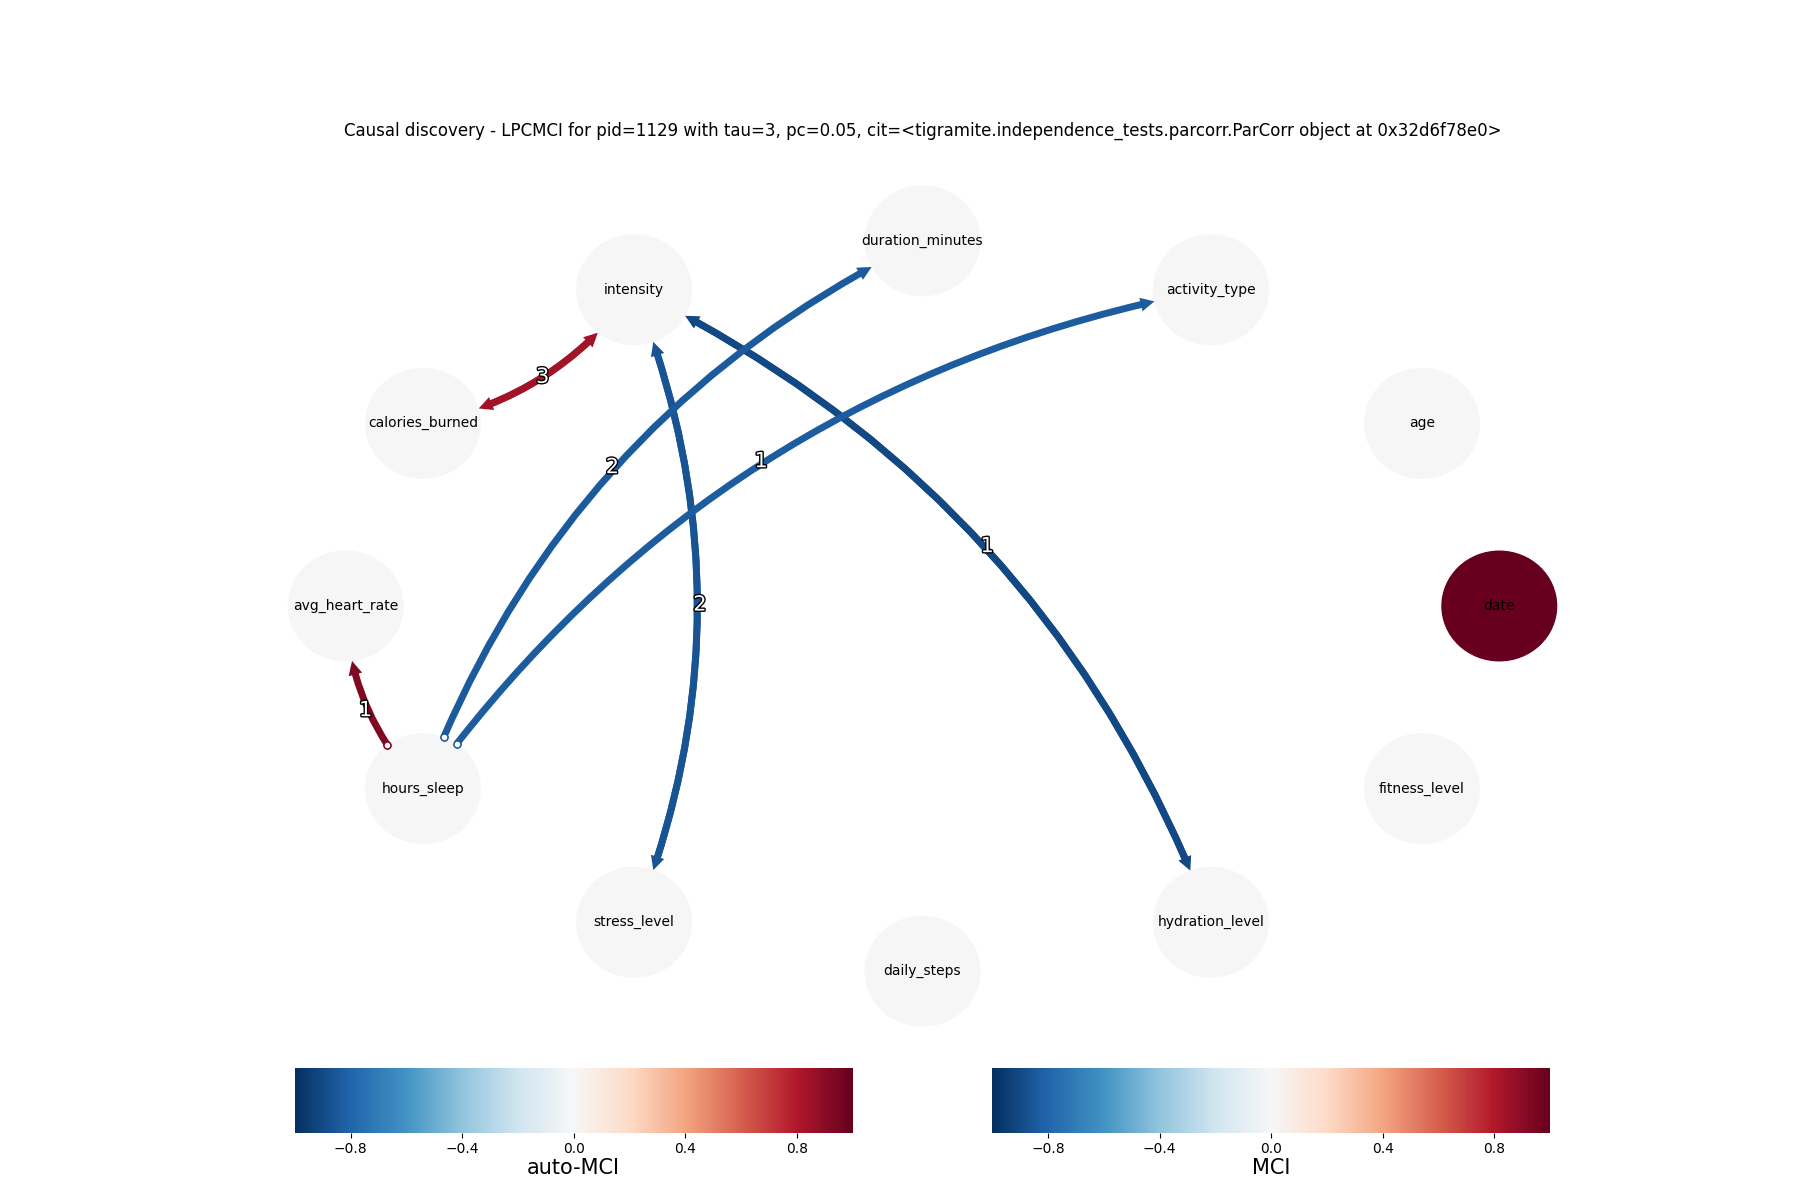 Causal discovery - LPCMCI for pid=1129 with tau=3, pc=0.05, cit=<tigramite.independence_tests.parcorr.ParCorr object at 0x32d6f78e0>
duration_minutes
intensity
activity_type
3
calories_burned
age
2
1
1
avg_heart_rate
2
date
1
hours_sleep
fitness_level
stress_level
hydration_level
daily_steps
−0.8 −0.4 0.0 0.4 0.8
auto-MCI
−0.8 −0.4 0.0 0.4 0.8
MCI